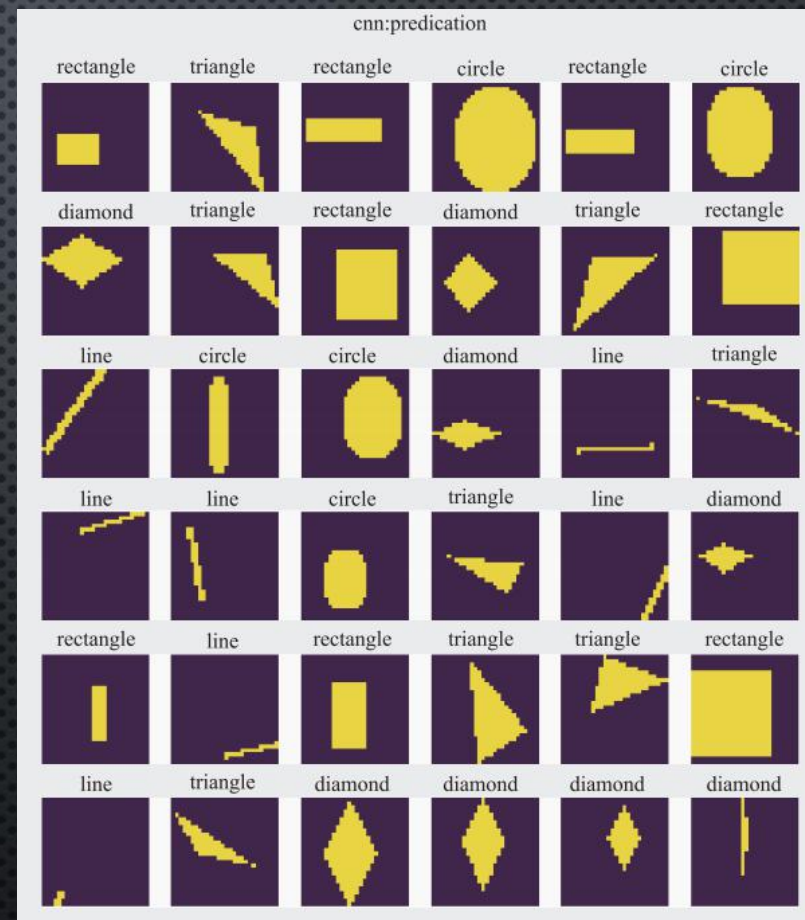 cnn:predication
rectangle triangle rectangle circle rectangle circle
diamond triangle rectangle diamond triangle rectangle
line circle circle diamond line triangle
line line circle triangle line diamond
rectangle line rectangle triangle triangle rectangle
line triangle diamond diamond diamond diamond